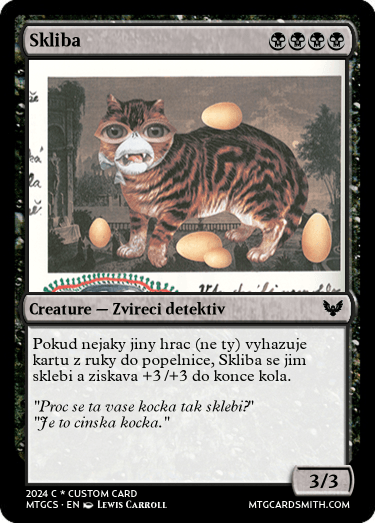 Skliba
Creature — Zvireci detektiv
Pokud nejaky jiny hrac (ne ty) vyhazuje
kartu z ruky do popelnice, Skliba se jim
sklebi a ziskava +3/+3 do konce kola.
"Proc se ta vase kocka tak sklebi?"
"Je to cinska kocka."
3/3
2024 C * CUSTOM CARD
MTGCS · EN Lewis Carroll
MTGCARDSMITH.COM